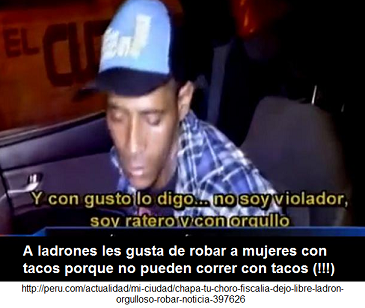 EL CU
Y con gusto lo digo... no soy violador,
soy ratero y con orgullo
A ladrones les gusta de robar a mujeres con
tacos porque no pueden correr con tacos (!!!)
http://peru.com/actualidad/mi-ciudad/chapa-tu-choro-fiscalia-dejo-libre-ladron-
orgulloso-robar-noticia-397626